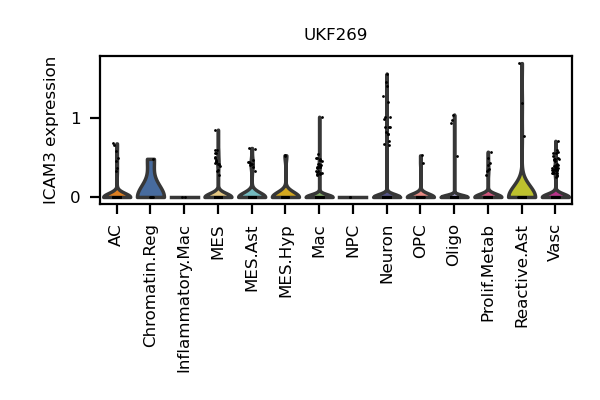 UKF269
ICAM3 expression
1
0
AC
Chromatin.Reg
Inflammatory.Mac
MES
MES.Ast
MES.Hyp
Mac
NPC
Neuron
OPC
Oligo
Prolif.Metab
Reactive.Ast
Vasc